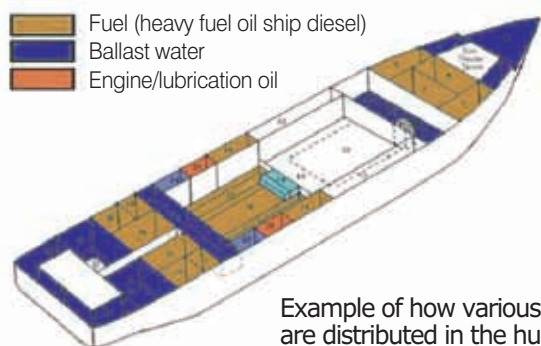 Fuel (heavy fuel oil ship diesel)
Ballast water
Engine/lubrication oil
Example of how various
are distributed in the hu